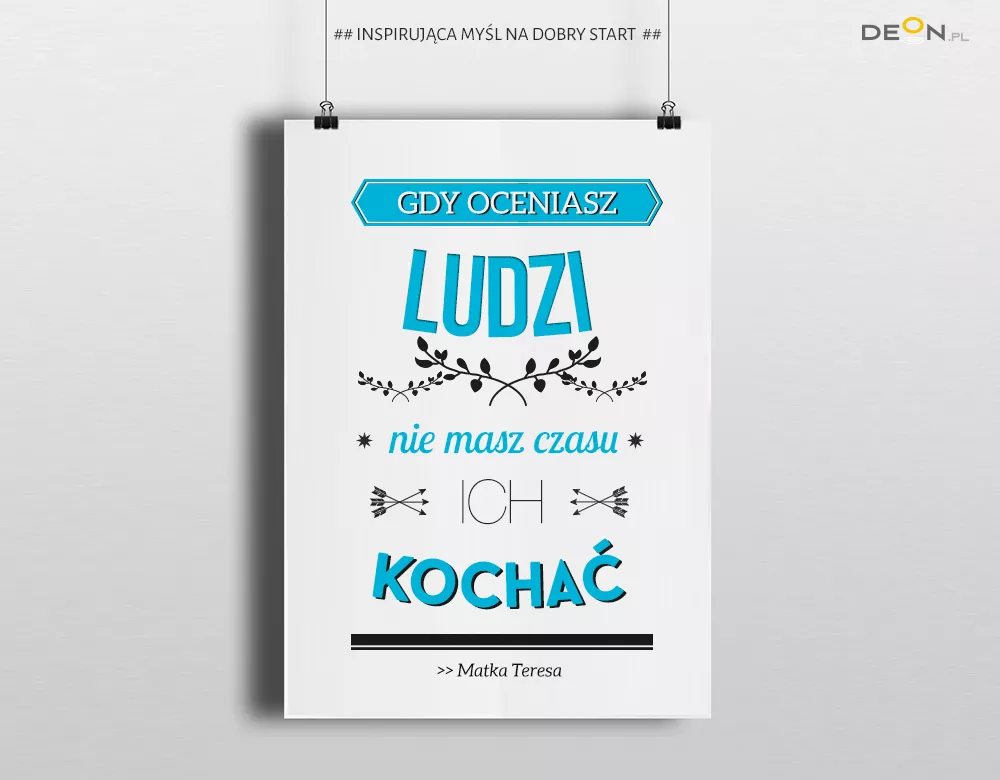 ## INSPIRUJĄCA MYŚL NA DOBRY START ##
DEON.PL
GDY OCENIASZ
LUDZI
nie masz czasu
ICH
KOCHAĆ
>> Matka Teresa